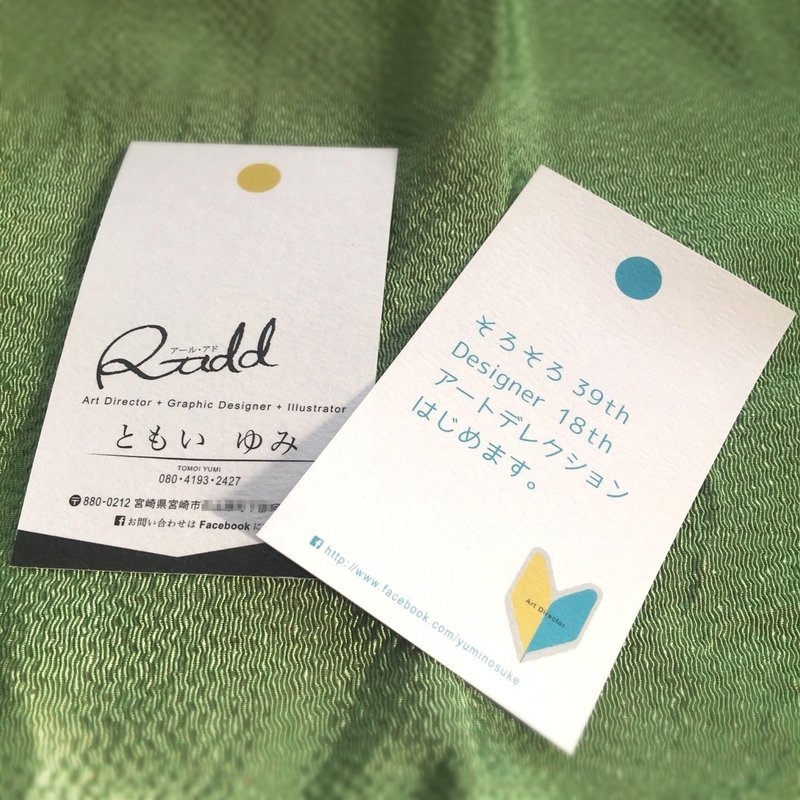 アール・アド
R-add
Art Director + Graphic Designer + Illustrator
ともい ゆみ
TOMOI YUMI
080・4193・2427
〒880-0212 宮崎県宮崎市
お問い合わせは Facebook に
そろそろ 39th
Designer 18th
アートデレクション
はじめます。
http://www.facebook.com/yuminosuke
Art Director